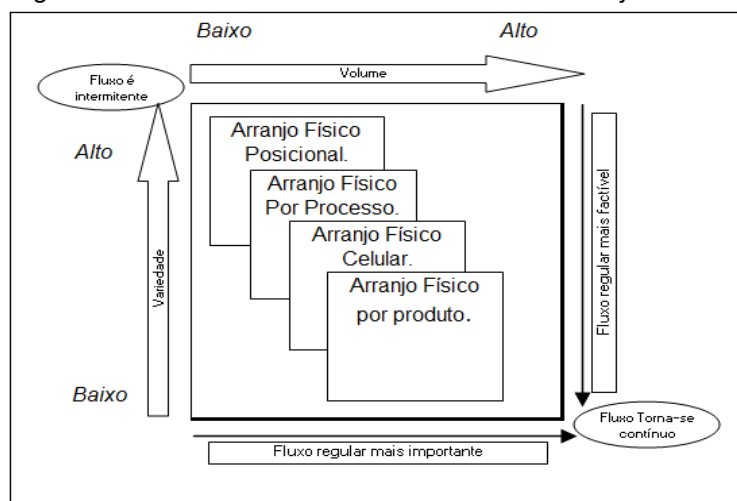 Baixo
Alto
Volume
Fluxo é
intermitente
Alto
Variedade
Baixo
Arranjo Físico
Posicional.
Arranjo Físico
Por Processo.
Arranjo Físico
Celular.
Arranjo Físico
por produto.
Fluxo regular mais factível
Fluxo Torna-se
contínuo
Fluxo regular mais importante